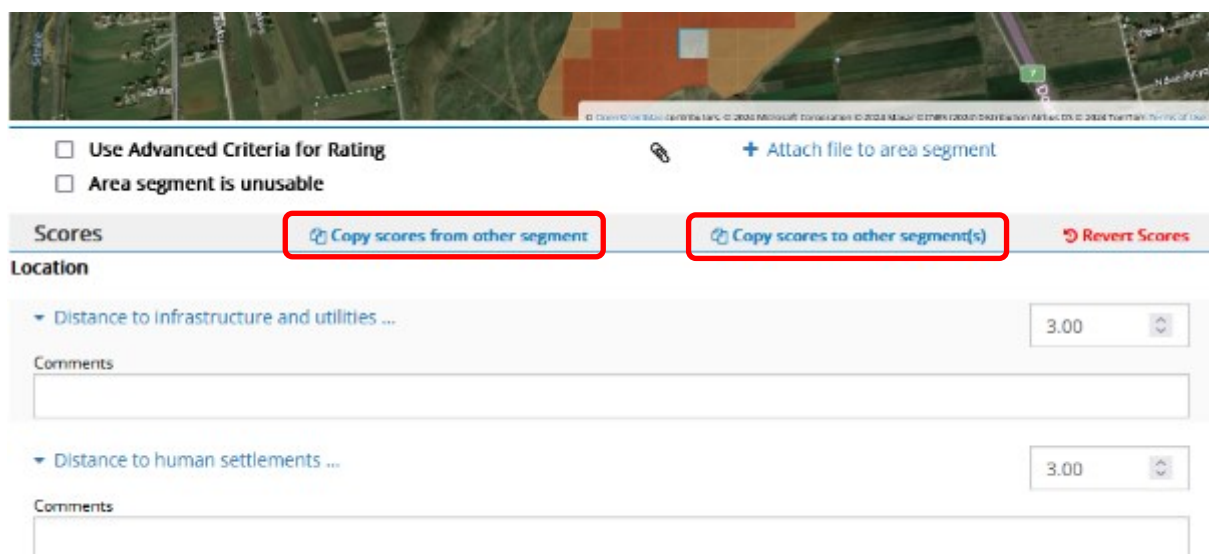 7
Use Advanced Criteria for Rating
+ Attach file to area segment
Area segment is unusable
Scores
Copy scores from other segment
Copy scores to other segment(s)
Revert Scores
Location
Distance to infrastructure and utilities ...
3.00
Comments
Distance to human settlements ...
3.00
Comments